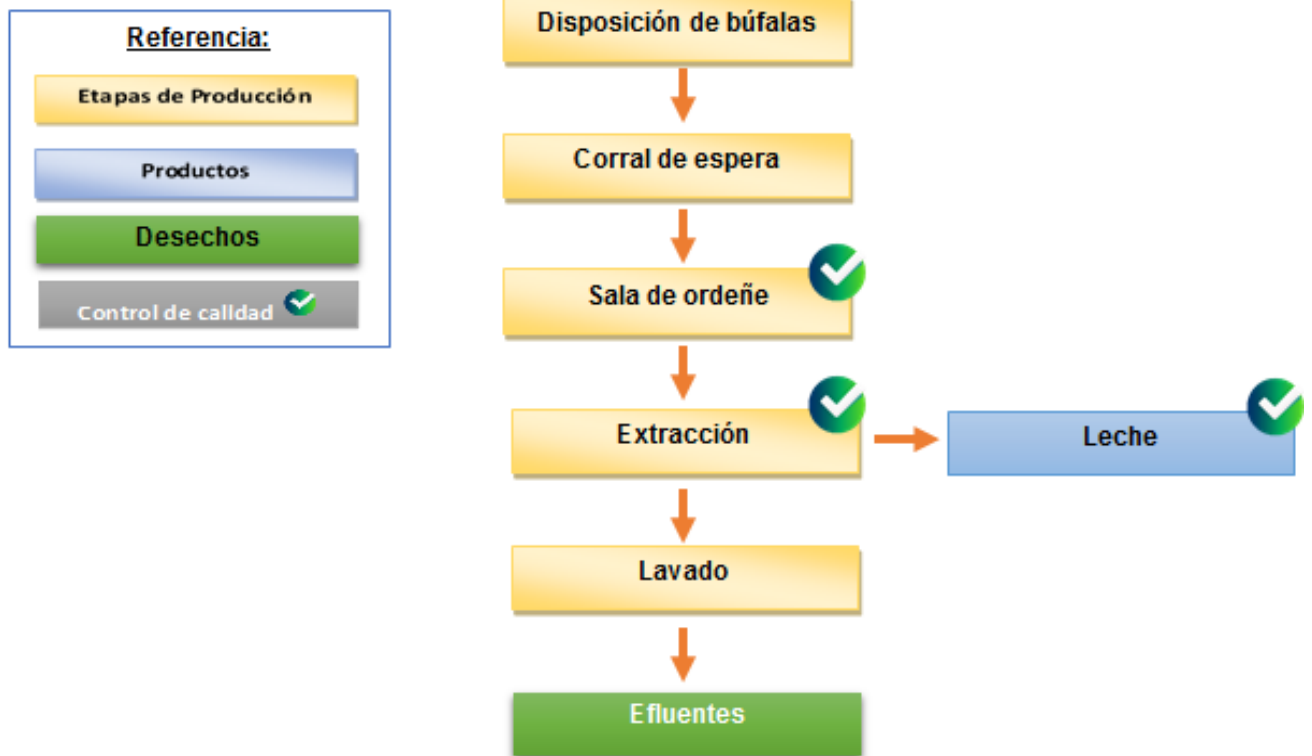 Referencia:
Etapas de Producción
Productos
Desechos
Control de calldad
Disposición de búfalas
Corral de espera
Sala de ordeñe
Extracción
Leche
Lavado
Efluentes